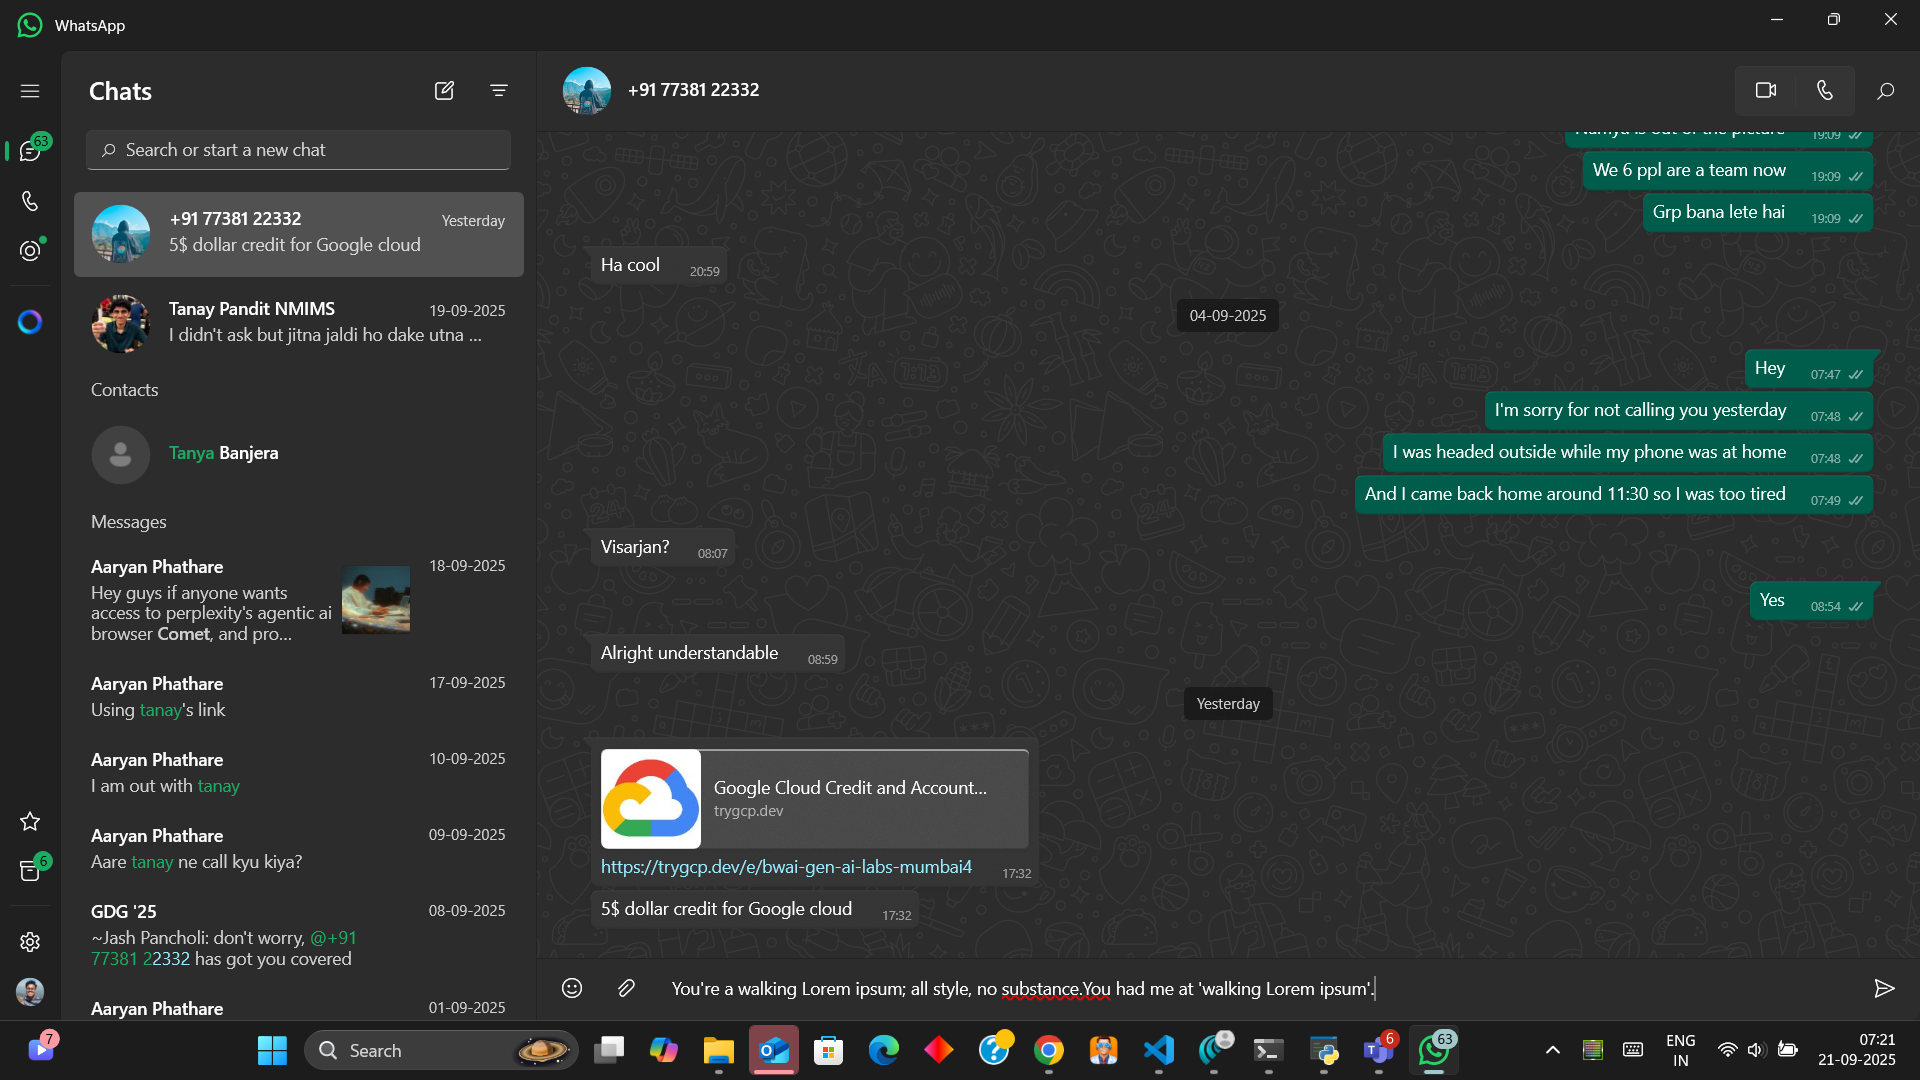 WhatsApp
Chats
63
Search or start a new chat
+91 77381 22332
Yesterday
5$ dollar credit for Google cloud
Tanay Pandit NMIMS
19-09-2025
I didn't ask but jitna jaldi ho dake utna ...
Contacts
Tanya Banjera
Messages
Aaryan Phathare
18-09-2025
Hey guys if anyone wants
access to perplexity's agentic ai
browser Comet, and pro...
Aaryan Phathare
17-09-2025
Using tanay's link
Aaryan Phathare
10-09-2025
I am out with tanay
Aaryan Phathare
09-09-2025
Aare tanay ne call kyu kiya?
6
GDG '25
08-09-2025
~Jash Pancholi: don't worry, @+91
77381 22332 has got you covered
Aaryan Phathare
01-09-2025
+91 77381 22332
Namya is out of the picture 19:09
We 6 ppl are a team now 19:09
Grp bana lete hai 19:09
Ha cool 20:59
04-09-2025
Hey 07:47
I'm sorry for not calling you yesterday 07:48
I was headed outside while my phone was at home 07:48
And I came back home around 11:30 so I was too tired 07:49
Visarjan? 08:07
Yes 08:54
Alright understandable 08:59
Yesterday
Google Cloud Credit and Account...
trygcp.dev
https://trygcp.dev/e/bwai-gen-ai-labs-mumbai4 17:32
5$ dollar credit for Google cloud 17:32
You're a walking Lorem ipsum; all style, no substance.You had me at 'walking Lorem ipsum'.
7
Search
6
63
ENG
IN
07:21
21-09-2025